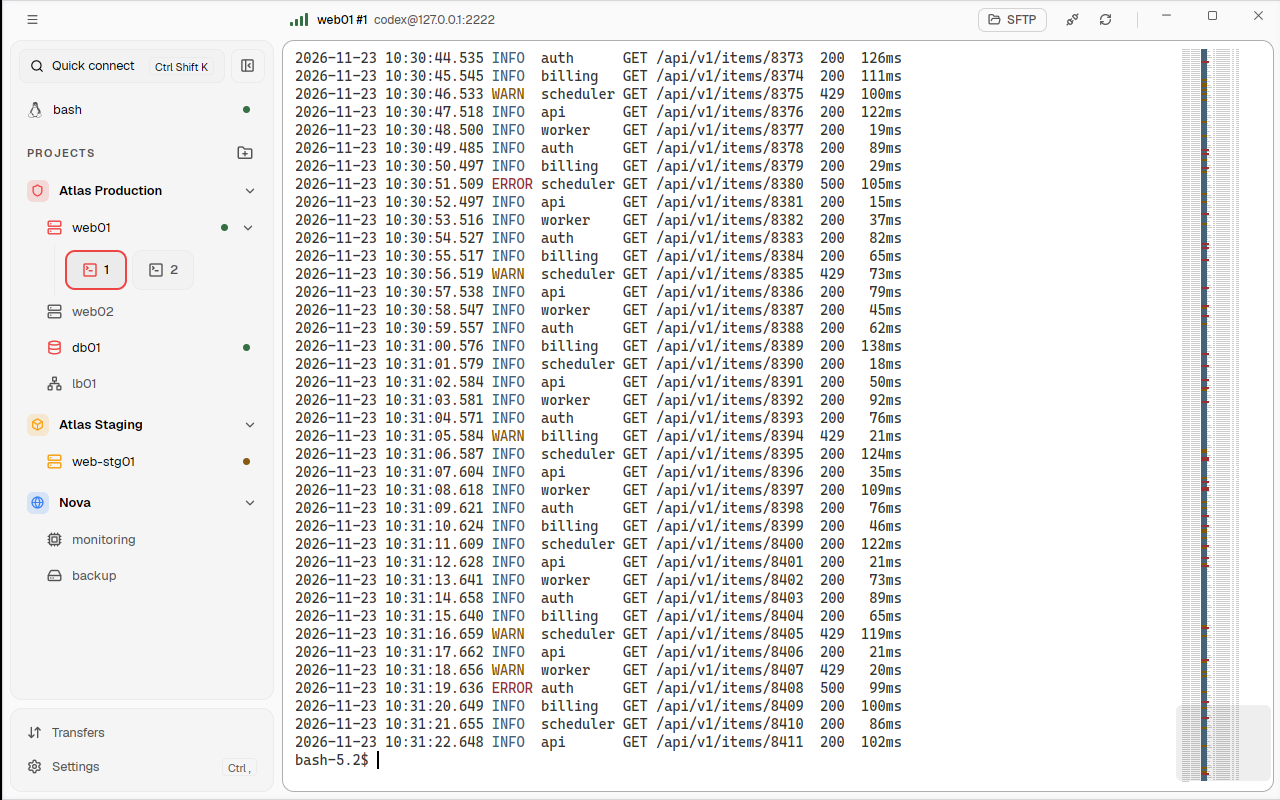 web01 #1 codex@127.0.0.1:2222
SFTP
Quick connect Ctrl Shift K
bash
PROJECTS
Atlas Production
web01
1 2
web02
db01
lb01
Atlas Staging
web-stg01
Nova
monitoring
backup
Transfers
Settings Ctrl ,
2026-11-23 10:30:44.535 INFO auth GET /api/v1/items/8373 200 126ms
2026-11-23 10:30:45.545 INFO billing GET /api/v1/items/8374 200 111ms
2026-11-23 10:30:46.533 WARN scheduler GET /api/v1/items/8375 429 100ms
2026-11-23 10:30:47.518 INFO api GET /api/v1/items/8376 200 122ms
2026-11-23 10:30:48.500 INFO worker GET /api/v1/items/8377 200 19ms
2026-11-23 10:30:49.485 INFO auth GET /api/v1/items/8378 200 89ms
2026-11-23 10:30:50.497 INFO billing GET /api/v1/items/8379 200 29ms
2026-11-23 10:30:51.509 ERROR scheduler GET /api/v1/items/8380 500 105ms
2026-11-23 10:30:52.497 INFO api GET /api/v1/items/8381 200 15ms
2026-11-23 10:30:53.516 INFO worker GET /api/v1/items/8382 200 37ms
2026-11-23 10:30:54.527 INFO auth GET /api/v1/items/8383 200 82ms
2026-11-23 10:30:55.517 INFO billing GET /api/v1/items/8384 200 65ms
2026-11-23 10:30:56.519 WARN scheduler GET /api/v1/items/8385 429 73ms
2026-11-23 10:30:57.538 INFO api GET /api/v1/items/8386 200 79ms
2026-11-23 10:30:58.547 INFO worker GET /api/v1/items/8387 200 45ms
2026-11-23 10:30:59.557 INFO auth GET /api/v1/items/8388 200 62ms
2026-11-23 10:31:00.576 INFO billing GET /api/v1/items/8389 200 138ms
2026-11-23 10:31:01.579 INFO scheduler GET /api/v1/items/8390 200 18ms
2026-11-23 10:31:02.584 INFO api GET /api/v1/items/8391 200 50ms
2026-11-23 10:31:03.581 INFO worker GET /api/v1/items/8392 200 92ms
2026-11-23 10:31:04.571 INFO auth GET /api/v1/items/8393 200 76ms
2026-11-23 10:31:05.584 WARN billing GET /api/v1/items/8394 429 21ms
2026-11-23 10:31:06.587 INFO scheduler GET /api/v1/items/8395 200 124ms
2026-11-23 10:31:07.604 INFO api GET /api/v1/items/8396 200 35ms
2026-11-23 10:31:08.618 INFO worker GET /api/v1/items/8397 200 109ms
2026-11-23 10:31:09.621 INFO auth GET /api/v1/items/8398 200 76ms
2026-11-23 10:31:10.624 INFO billing GET /api/v1/items/8399 200 46ms
2026-11-23 10:31:11.609 INFO scheduler GET /api/v1/items/8400 200 122ms
2026-11-23 10:31:12.628 INFO api GET /api/v1/items/8401 200 21ms
2026-11-23 10:31:13.641 INFO worker GET /api/v1/items/8402 200 73ms
2026-11-23 10:31:14.658 INFO auth GET /api/v1/items/8403 200 89ms
2026-11-23 10:31:15.640 INFO billing GET /api/v1/items/8404 200 65ms
2026-11-23 10:31:16.659 WARN scheduler GET /api/v1/items/8405 429 119ms
2026-11-23 10:31:17.662 INFO api GET /api/v1/items/8406 200 21ms
2026-11-23 10:31:18.656 WARN worker GET /api/v1/items/8407 429 20ms
2026-11-23 10:31:19.636 ERROR auth GET /api/v1/items/8408 500 99ms
2026-11-23 10:31:20.649 INFO billing GET /api/v1/items/8409 200 100ms
2026-11-23 10:31:21.655 INFO scheduler GET /api/v1/items/8410 200 86ms
2026-11-23 10:31:22.648 INFO api GET /api/v1/items/8411 200 102ms
bash-5.2$